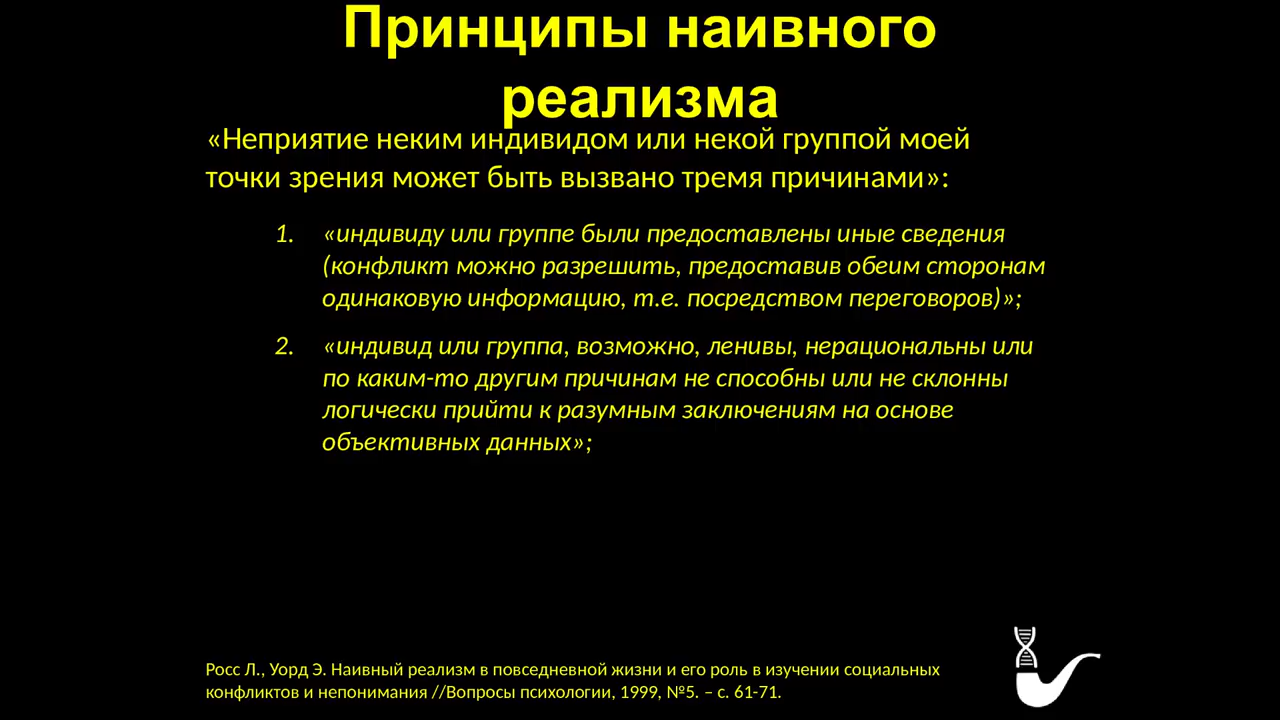 Принципы наивного
реализма
«Неприятие неким индивидом или некой группой моей
точки зрения может быть вызвано тремя причинами»:
1. «индивиду или группе были предоставлены иные сведения
(конфликт можно разрешить, предоставив обеим сторонам
одинаковую информацию, т.е. посредством переговоров)»;
2. «индивид или группа, возможно, ленивы, нерациональны или
по каким-то другим причинам не способны или не склонны
логически прийти к разумным заключениям на основе
объективных данных»;
Росс Л., Уорд Э. Наивный реализм в повседневной жизни и его роль в изучении социальных
конфликтов и непонимания //Вопросы психологии, 1999, №5. – с. 61-71.